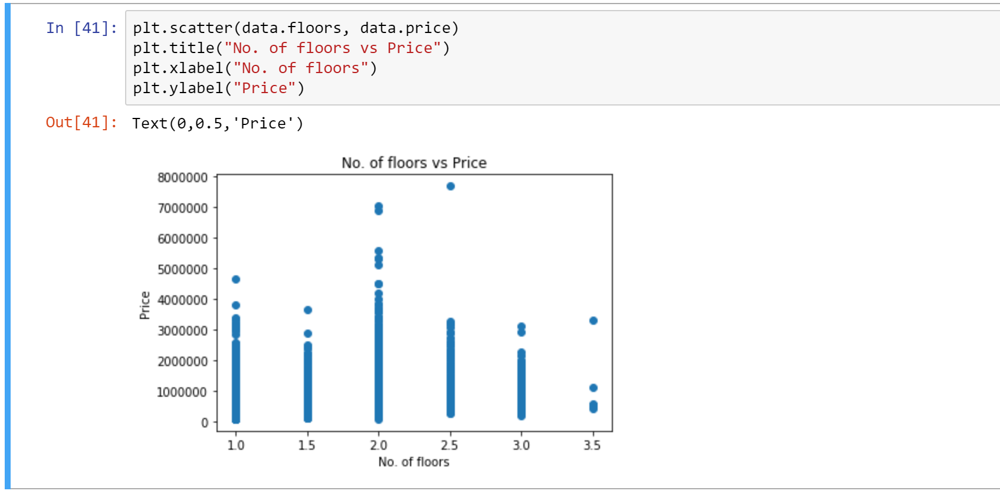 In [41]: plt.scatter(data.floors, data.price)
plt.title("No. of floors vs Price")
plt.xlabel("No. of floors")
plt.ylabel("Price")
Out[41]: Text(0,0.5,'Price')
No. of floors vs Price
8000000
7000000
6000000
5000000
4000000
3000000
2000000
1000000
0
Price
1.0 1.5 2.0 2.5 3.0 3.5
No. of floors